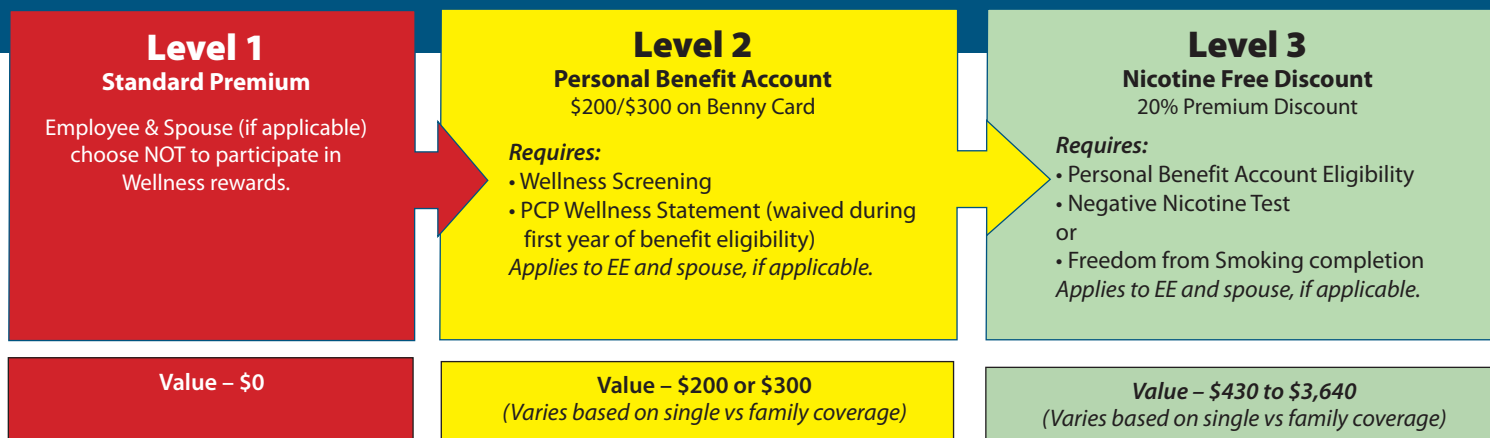 Level 1
Standard Premium
Employee & Spouse (if applicable)
choose NOT to participate in
Wellness rewards.
Value – $0
Level 2
Personal Benefit Account
$200/$300 on Benny Card
Requires:
• Wellness Screening
• PCP Wellness Statement (waived during
first year of benefit eligibility)
Applies to EE and spouse, if applicable.
Value – $200 or $300
(Varies based on single vs family coverage)
Level 3
Nicotine Free Discount
20% Premium Discount
Requires:
• Personal Benefit Account Eligibility
• Negative Nicotine Test
or
• Freedom from Smoking completion
Applies to EE and spouse, if applicable.
Value – $430 to $3,640
(Varies based on single vs family coverage)